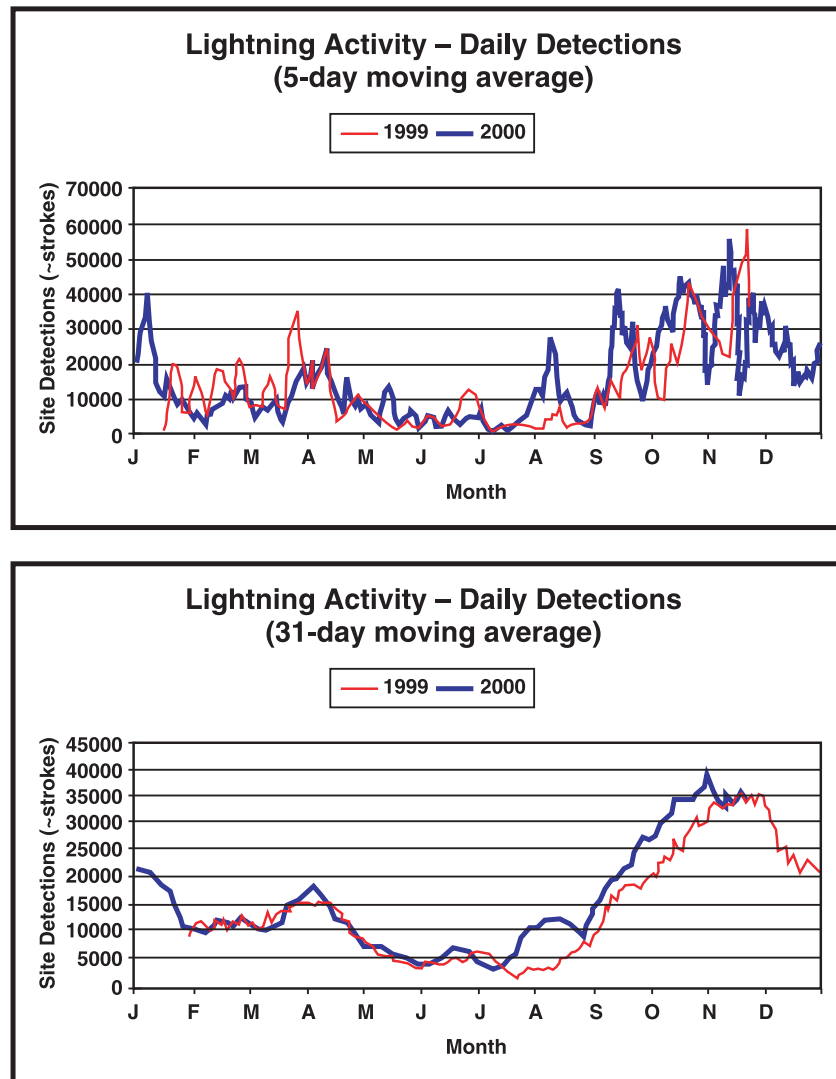 Lightning Activity – Daily Detections
(5-day moving average)
1999 2000
Site Detections (~strokes)
70000
60000
50000
40000
30000
20000
10000
0
J F M A M J J A S O N D
Month
Lightning Activity – Daily Detections
(31-day moving average)
1999 2000
Site Detections (~strokes)
45000
40000
35000
30000
25000
20000
15000
10000
5000
0
J F M A M J J A S O N D
Month